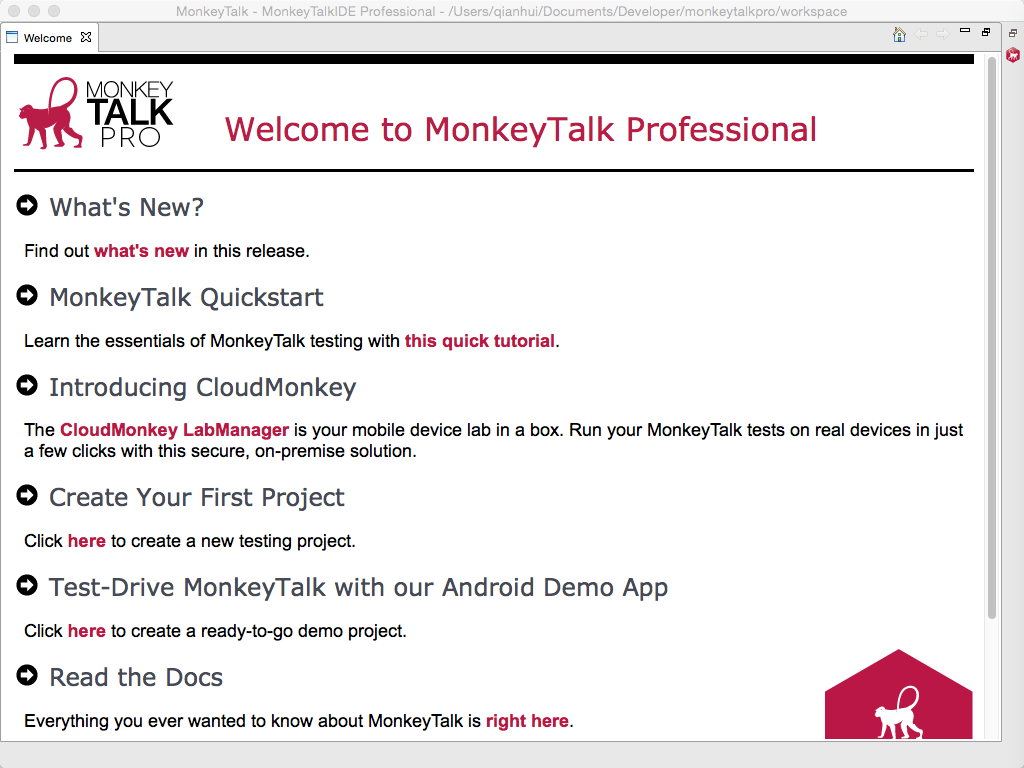 MonkeyTalk - MonkeyTalkIDE Professional - /Users/qianhui/Documents/Developer/monkeytalkpro/workspace
Welcome
MONKEY
TALK
PRO
Welcome to MonkeyTalk Professional
What's New?
Find out what's new in this release.
MonkeyTalk Quickstart
Learn the essentials of MonkeyTalk testing with this quick tutorial.
Introducing CloudMonkey
The CloudMonkey LabManager is your mobile device lab in a box. Run your MonkeyTalk tests on real devices in just
a few clicks with this secure, on-premise solution.
Create Your First Project
Click here to create a new testing project.
Test-Drive MonkeyTalk with our Android Demo App
Click here to create a ready-to-go demo project.
Read the Docs
Everything you ever wanted to know about MonkeyTalk is right here.